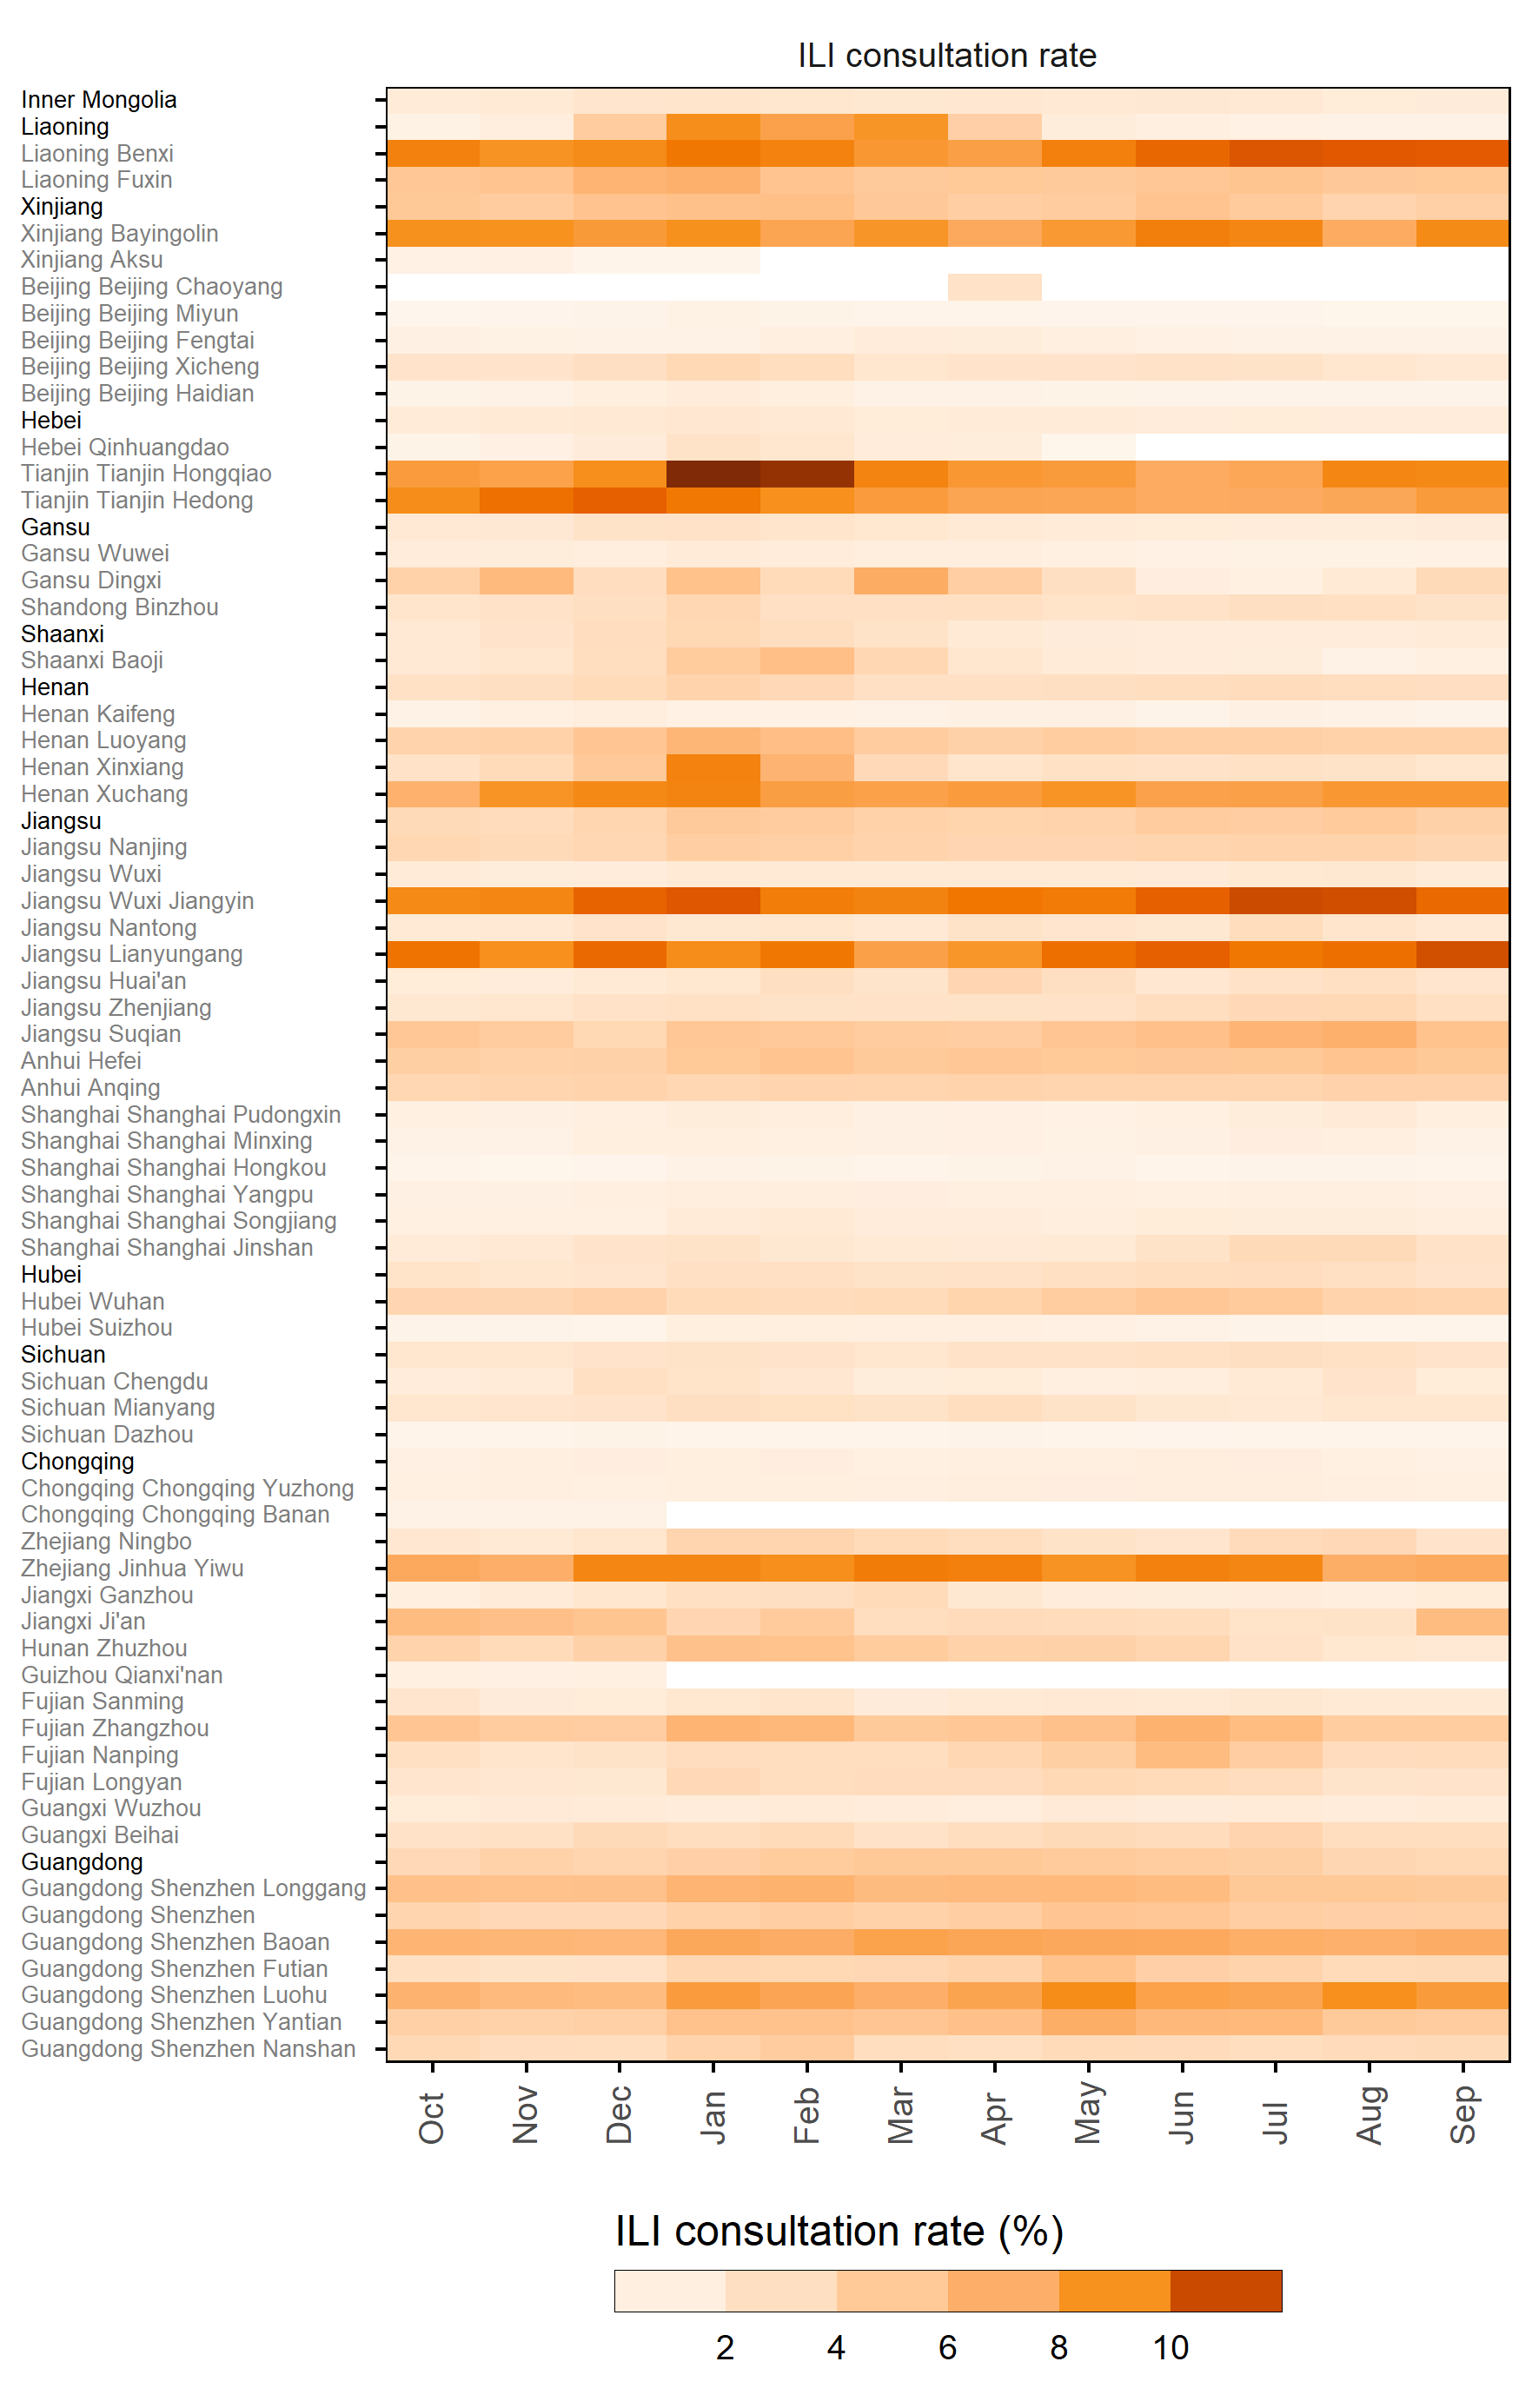 ILI consultation rate
Inner Mongolia
Liaoning
Liaoning Benxi
Liaoning Fuxin
Xinjiang
Xinjiang Bayingolin
Xinjiang Aksu
Beijing Beijing Chaoyang
Beijing Beijing Miyun
Beijing Beijing Fengtai
Beijing Beijing Xicheng
Beijing Beijing Haidian
Hebei
Hebei Qinhuangdao
Tianjin Tianjin Hongqiao
Tianjin Tianjin Hedong
Gansu
Gansu Wuwei
Gansu Dingxi
Shandong Binzhou
Shaanxi
Shaanxi Baoji
Henan
Henan Kaifeng
Henan Luoyang
Henan Xinxiang
Henan Xuchang
Jiangsu
Jiangsu Nanjing
Jiangsu Wuxi
Jiangsu Wuxi Jiangyin
Jiangsu Nantong
Jiangsu Lianyungang
Jiangsu Huai'an
Jiangsu Zhenjiang
Jiangsu Suqian
Anhui Hefei
Anhui Anqing
Shanghai Shanghai Pudongxin
Shanghai Shanghai Minxing
Shanghai Shanghai Hongkou
Shanghai Shanghai Yangpu
Shanghai Shanghai Songjiang
Shanghai Shanghai Jinshan
Hubei
Hubei Wuhan
Hubei Suizhou
Sichuan
Sichuan Chengdu
Sichuan Mianyang
Sichuan Dazhou
Chongqing
Chongqing Chongqing Yuzhong
Chongqing Chongqing Banan
Zhejiang Ningbo
Zhejiang Jinhua Yiwu
Jiangxi Ganzhou
Jiangxi Ji'an
Hunan Zhuzhou
Guizhou Qianxi'nan
Fujian Sanming
Fujian Zhangzhou
Fujian Nanping
Fujian Longyan
Guangxi Wuzhou
Guangxi Beihai
Guangdong
Guangdong Shenzhen Longgang
Guangdong Shenzhen
Guangdong Shenzhen Baoan
Guangdong Shenzhen Futian
Guangdong Shenzhen Luohu
Guangdong Shenzhen Yantian
Guangdong Shenzhen Nanshan
Oct Nov Dec Jan Feb Mar Apr May Jun Jul Aug Sep
ILI consultation rate (%)
2 4 6 8 10